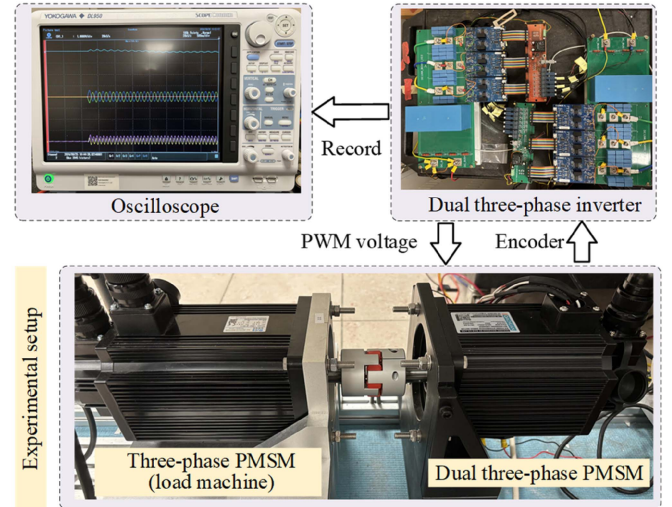 YOKOGAWA DL950
Oscilloscope
Record
Dual three-phase inverter
PWM voltage
Encoder
Experimental setup
Three-phase PMSM
(load machine)
Dual three-phase PMSM